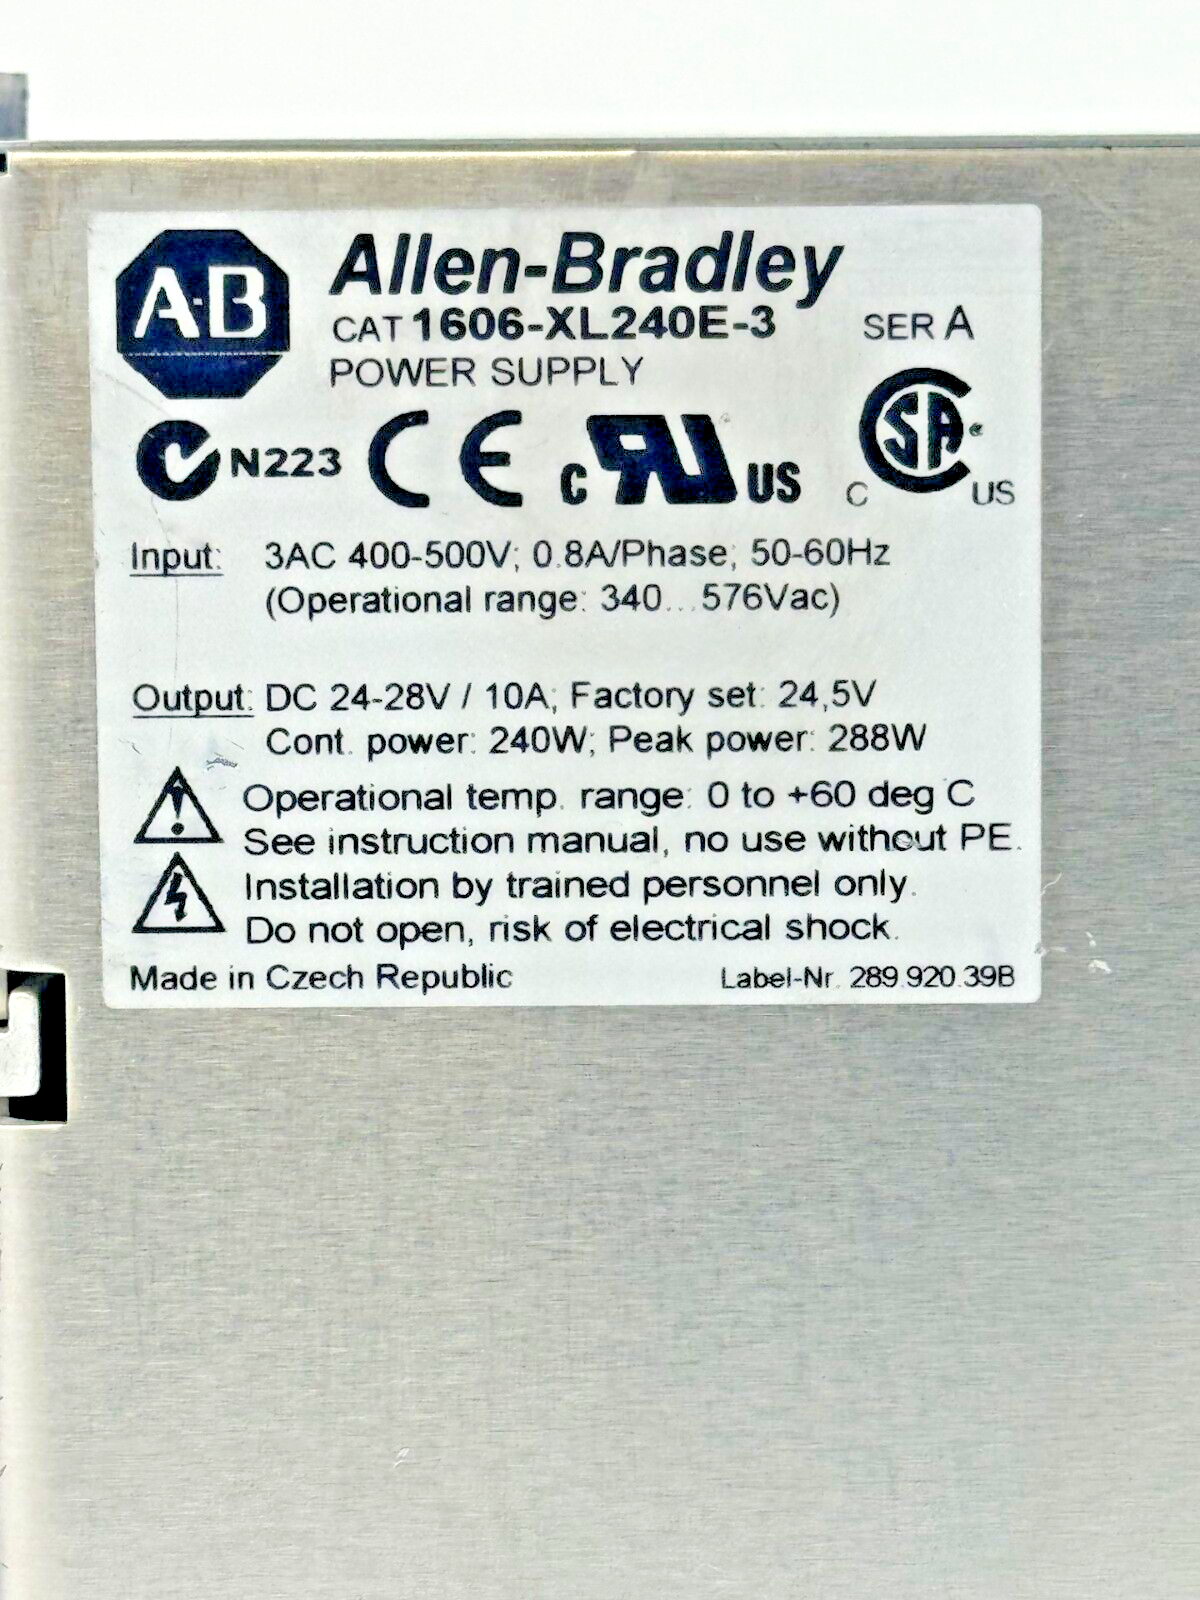 A-B Allen-Bradley
CAT 1606-XL240E-3 SER A
POWER SUPPLY
N223 CE c RU US C SA US
Input: 3AC 400-500V; 0.8A/Phase; 50-60Hz
(Operational range: 340...576Vac)
Output: DC 24-28V / 10A; Factory set: 24,5V
Cont. power: 240W; Peak power: 288W
Operational temp. range: 0 to +60 deg C
See instruction manual, no use without PE.
Installation by trained personnel only.
Do not open, risk of electrical shock.
Made in Czech Republic Label-Nr. 289.920.39B